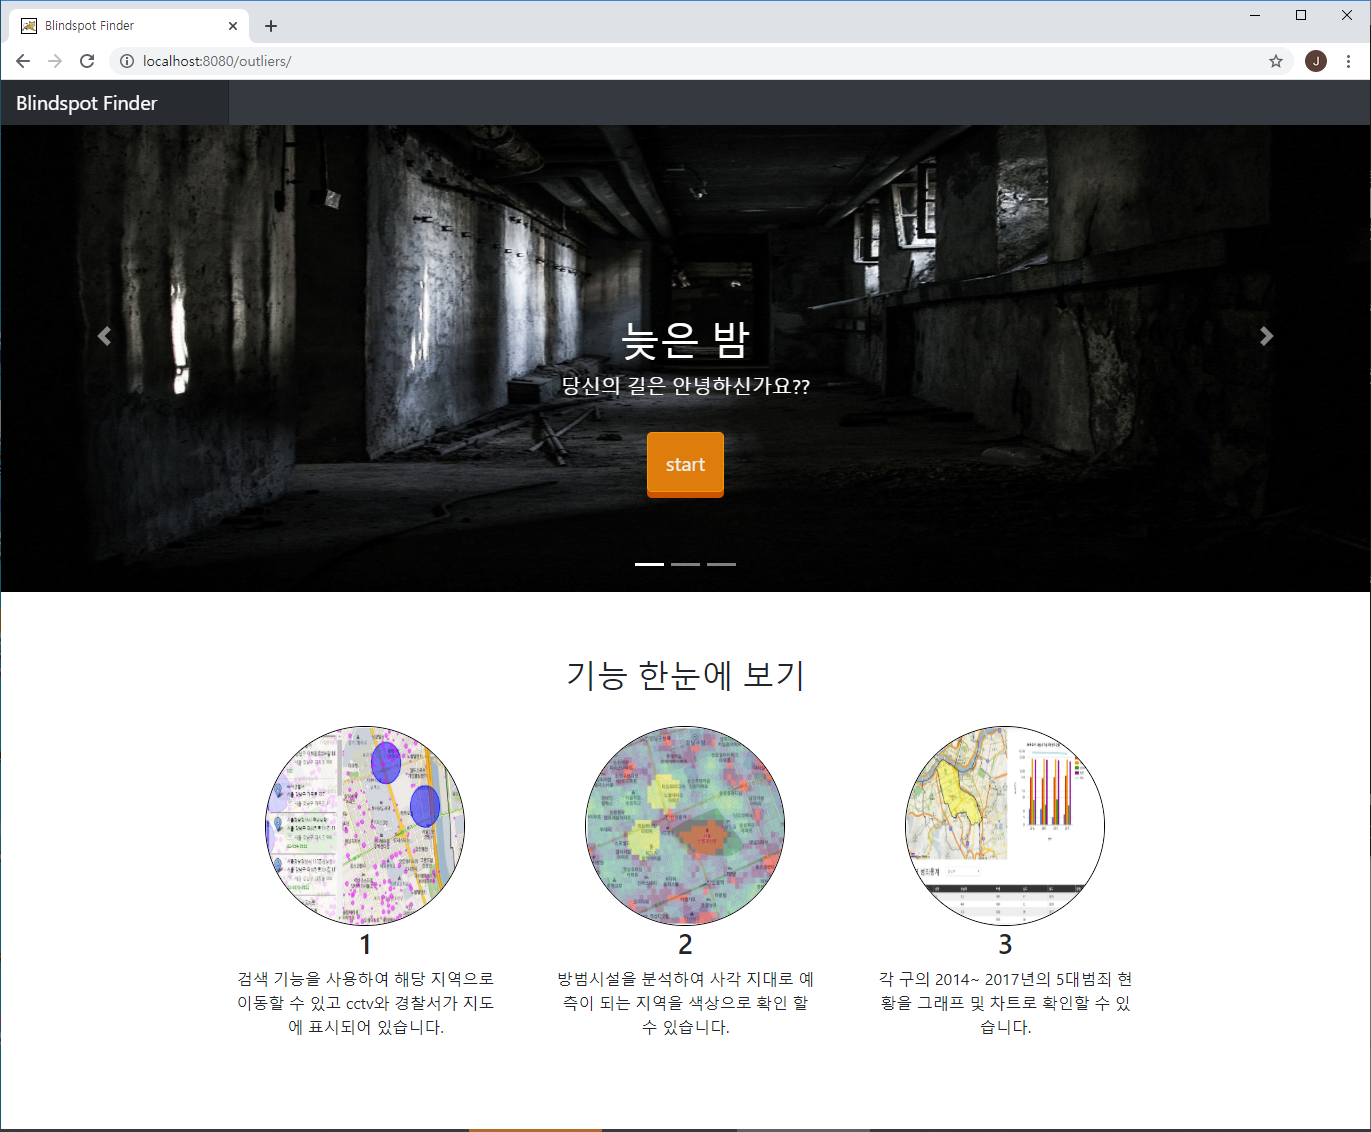 Blindspot Finder
localhost:8080/outliers/
J
Blindspot Finder
늦은 밤
당신의 길은 안녕하신가요??
start
기능 한눈에 보기
1
검색 기능을 사용하여 해당 지역으로
이동할 수 있고 cctv와 경찰서가 지도
에 표시되어 있습니다.
2
방범시설을 분석하여 사각 지대로 예
측이 되는 지역을 색상으로 확인 할
수 있습니다.
3
각 구의 2014~ 2017년의 5대범죄 현
황을 그래프 및 차트로 확인할 수 있
습니다.